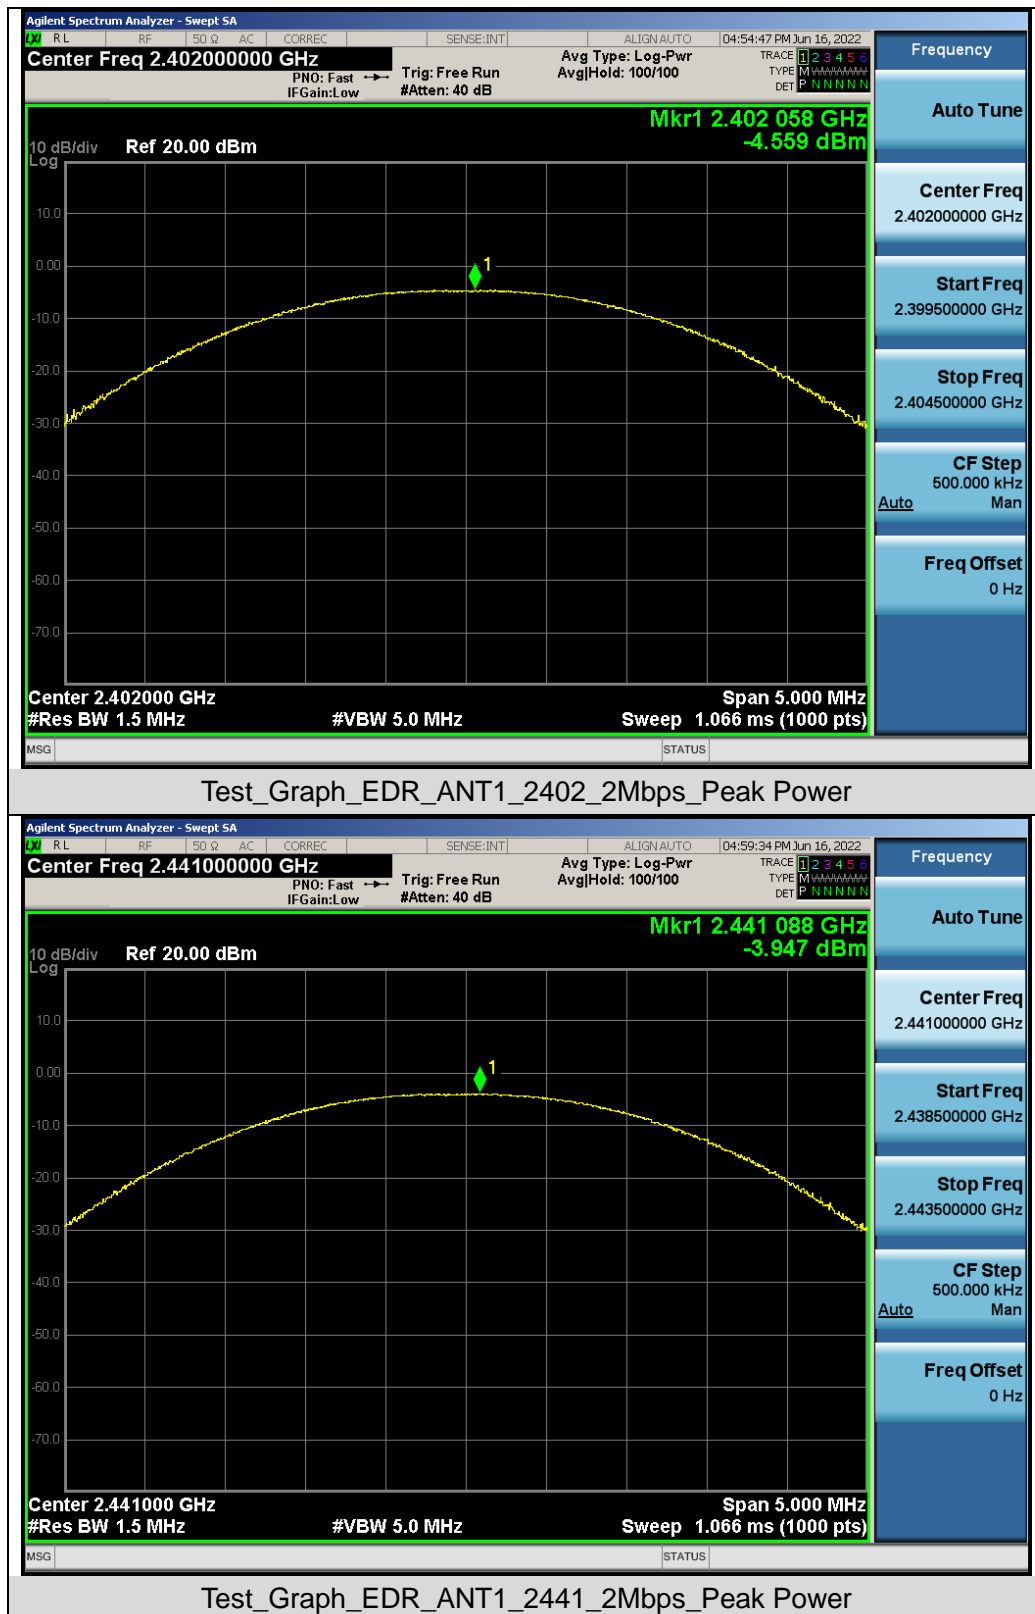 Agilent Spectrum Analyzer - Swept SA
LXI RL RF 50 Ω AC CORREC SENSE:INT ALIGN AUTO 04:54:47 PM Jun 16, 2022
Center Freq 2.402000000 GHz
PNO: Fast
IFGain:Low
Trig: Free Run
#Atten: 40 dB
Avg Type: Log-Pwr
Avg|Hold: 100/100
TRACE 1 2 3 4 5 6
TYPE M WWWWW
DET P N N N N N
Frequency
Auto Tune
Center Freq
2.402000000 GHz
Start Freq
2.399500000 GHz
Stop Freq
2.404500000 GHz
CF Step
500.000 kHz
Auto Man
Freq Offset
0 Hz
Mkr1 2.402 058 GHz
-4.559 dBm
10 dB/div Ref 20.00 dBm
Log
10.0
0.00
-10.0
-20.0
-30.0
-40.0
-50.0
-60.0
-70.0
1
Center 2.402000 GHz Span 5.000 MHz
#Res BW 1.5 MHz #VBW 5.0 MHz Sweep 1.066 ms (1000 pts)
MSG STATUS
Test_Graph_EDR_ANT1_2402_2Mbps_Peak Power
Agilent Spectrum Analyzer - Swept SA
LXI RL RF 50 Ω AC CORREC SENSE:INT ALIGN AUTO 04:59:34 PM Jun 16, 2022
Center Freq 2.441000000 GHz
PNO: Fast
IFGain:Low
Trig: Free Run
#Atten: 40 dB
Avg Type: Log-Pwr
Avg|Hold: 100/100
TRACE 1 2 3 4 5 6
TYPE M WWWWW
DET P N N N N N
Frequency
Auto Tune
Center Freq
2.441000000 GHz
Start Freq
2.438500000 GHz
Stop Freq
2.443500000 GHz
CF Step
500.000 kHz
Auto Man
Freq Offset
0 Hz
Mkr1 2.441 088 GHz
-3.947 dBm
10 dB/div Ref 20.00 dBm
Log
10.0
0.00
-10.0
-20.0
-30.0
-40.0
-50.0
-60.0
-70.0
1
Center 2.441000 GHz Span 5.000 MHz
#Res BW 1.5 MHz #VBW 5.0 MHz Sweep 1.066 ms (1000 pts)
MSG STATUS
Test_Graph_EDR_ANT1_2441_2Mbps_Peak Power